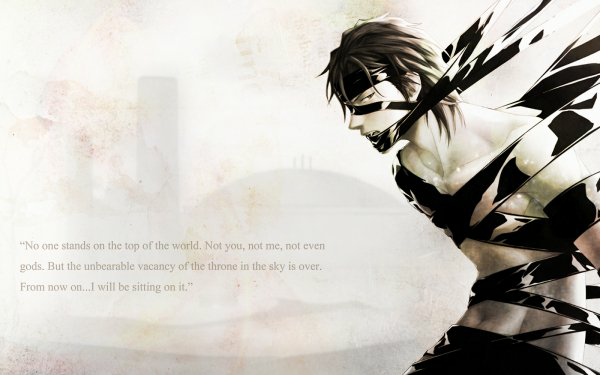 “No one stands on the top of the world. Not you, not me, not even
gods. But the unbearable vacancy of the throne in the sky is over.
From now on...I will be sitting on it.”